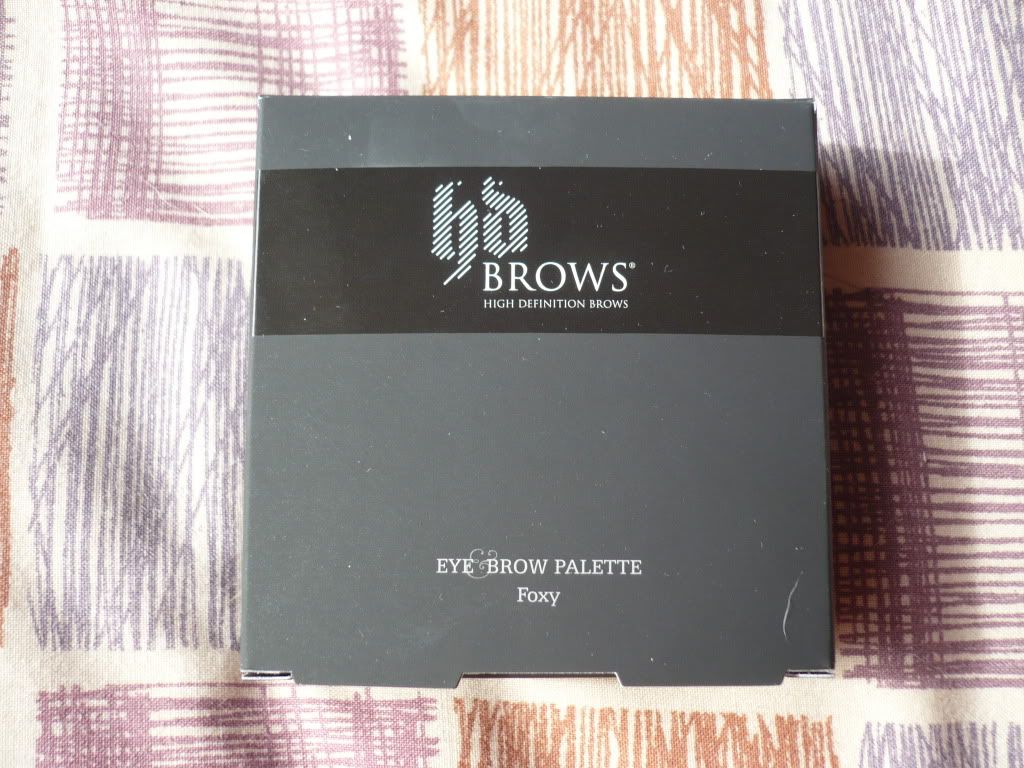 hd
BROWS®
HIGH DEFINITION BROWS
EYE & BROW PALETTE
Foxy